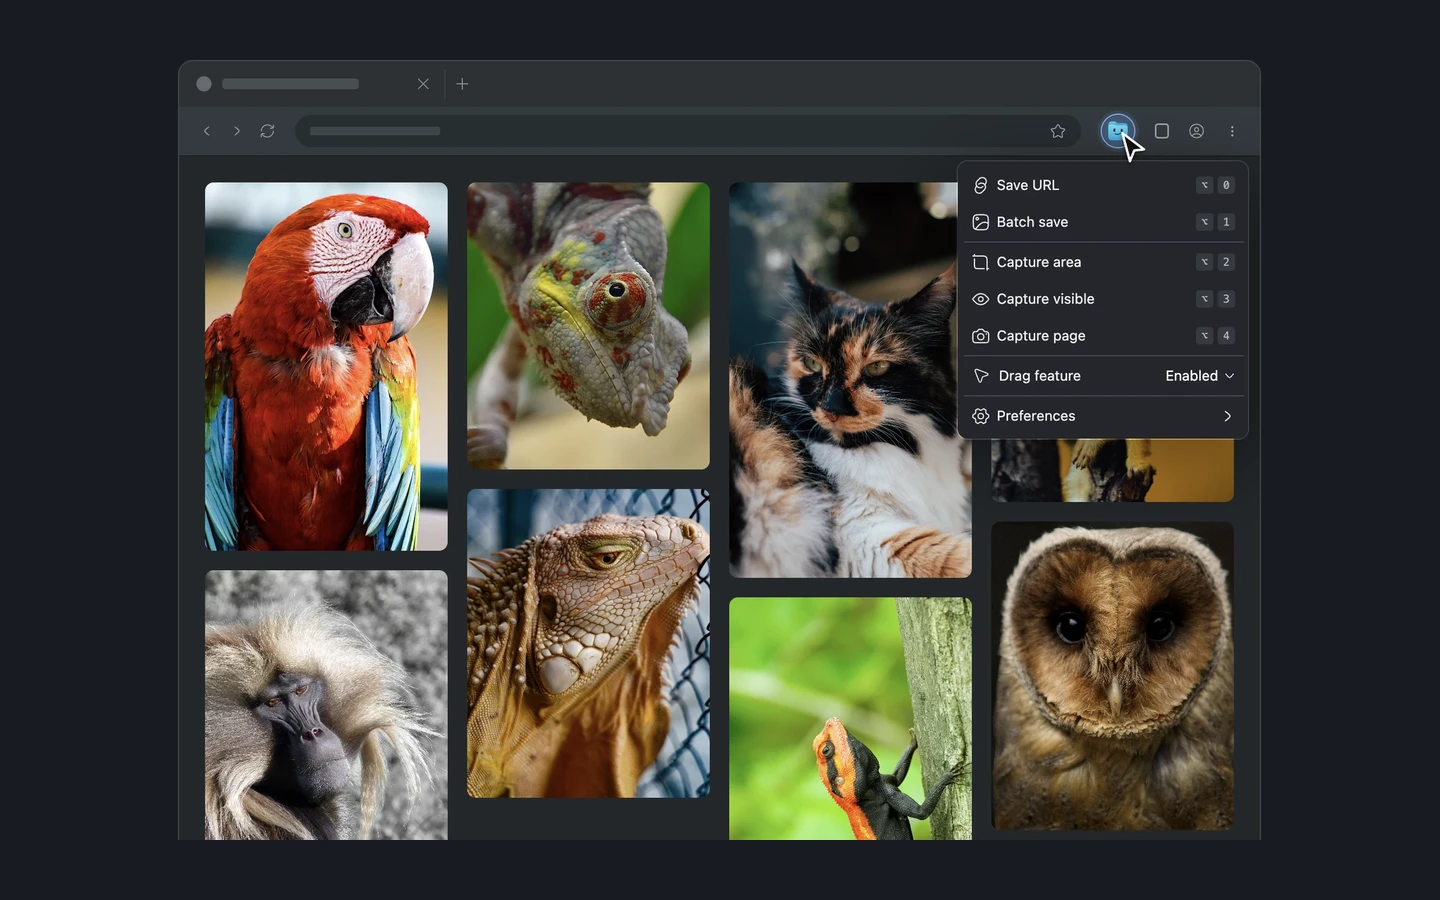 Save URL ⌥ 0
Batch save ⌥ 1
Capture area ⌥ 2
Capture visible ⌥ 3
Capture page ⌥ 4
Drag feature Enabled
Preferences